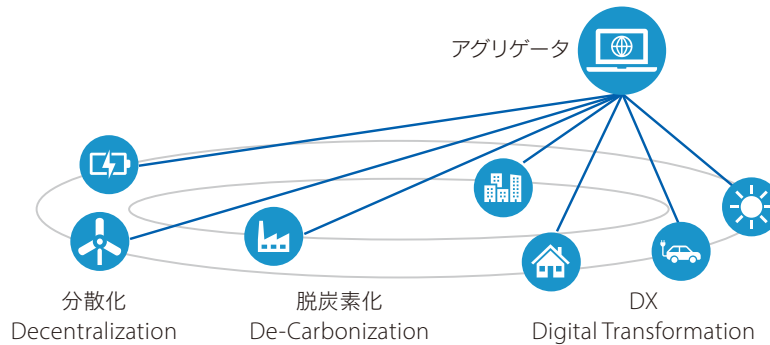 アグリゲータ
分散化
Decentralization
脱炭素化
De-Carbonization
DX
Digital Transformation